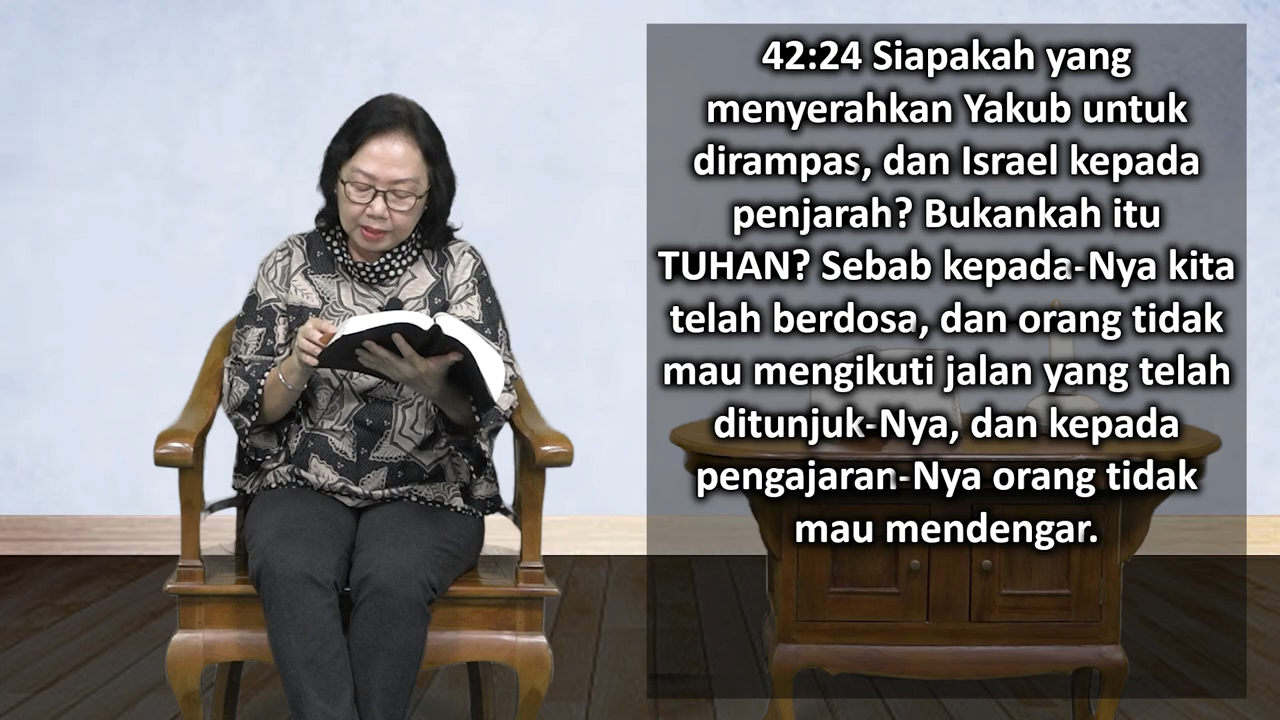 42:24 Siapakah yang
menyerahkan Yakub untuk
dirampas, dan Israel kepada
penjarah? Bukankah itu
TUHAN? Sebab kepada-Nya kita
telah berdosa, dan orang tidak
mau mengikuti jalan yang telah
ditunjuk-Nya, dan kepada
pengajaran-Nya orang tidak
mau mendengar.